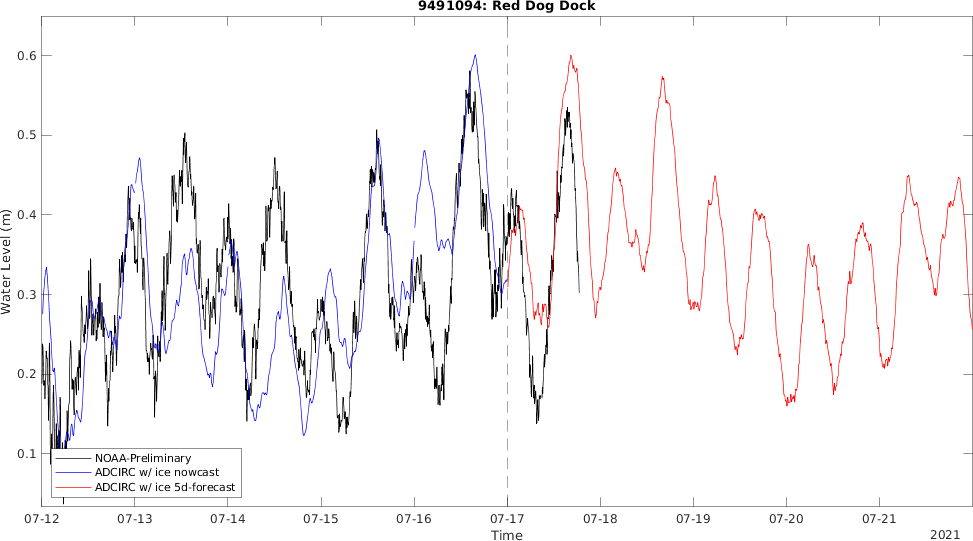 9491094: Red Dog Dock
Water Level (m)
0.6
0.5
0.4
0.3
0.2
0.1
NOAA-Preliminary
ADCIRC w/ ice nowcast
ADCIRC w/ ice 5d-forecast
07-12 07-13 07-14 07-15 07-16 07-17 07-18 07-19 07-20 07-21
Time
2021